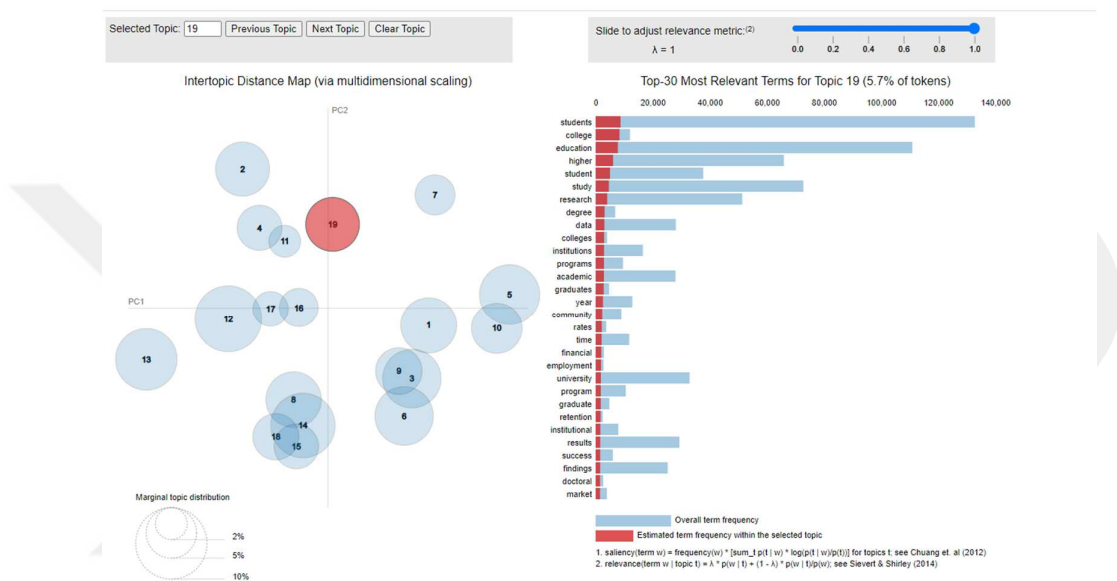 Selected Topic: 19 Previous Topic Next Topic Clear Topic
Slide to adjust relevance metric:(2)
λ = 1
0.0 0.2 0.4 0.6 0.8 1.0
Intertopic Distance Map (via multidimensional scaling)
PC2
PC1
2
7
19
4
11
5
17
16
12
1
10
13
9
3
8
6
14
18
15
Marginal topic distribution
2%
5%
10%
Top-30 Most Relevant Terms for Topic 19 (5.7% of tokens)
0 20,000 40,000 60,000 80,000 100,000 120,000 140,000
students
college
education
higher
student
study
research
degree
data
colleges
institutions
programs
academic
graduates
year
community
rates
time
financial
employment
university
program
graduate
retention
institutional
results
success
findings
doctoral
market
Overall term frequency
Estimated term frequency within the selected topic
1. saliency(term w) = frequency(w) * [sum_t p(t | w) * log(p(t | w)/p(t))] for topics t; see Chuang et. al (2012)
2. relevance(term w | topic t) = λ * p(w | t) + (1 - λ) * p(w | t)/p(w); see Sievert & Shirley (2014)